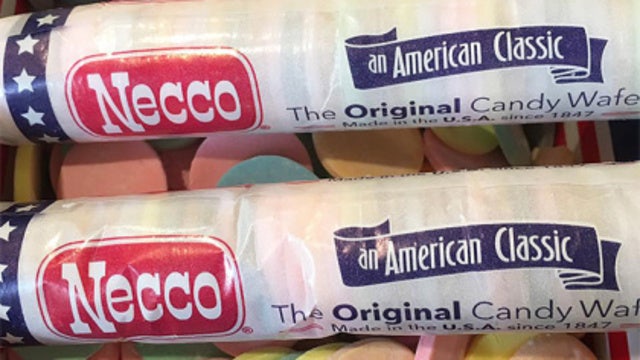 Necco®
an American Classic
The Original Candy Wafe
Made in the U.S.A. since 1847
Necco®
an American Classic
The Original Candy Waf
Made in the U.S.A. since 1847